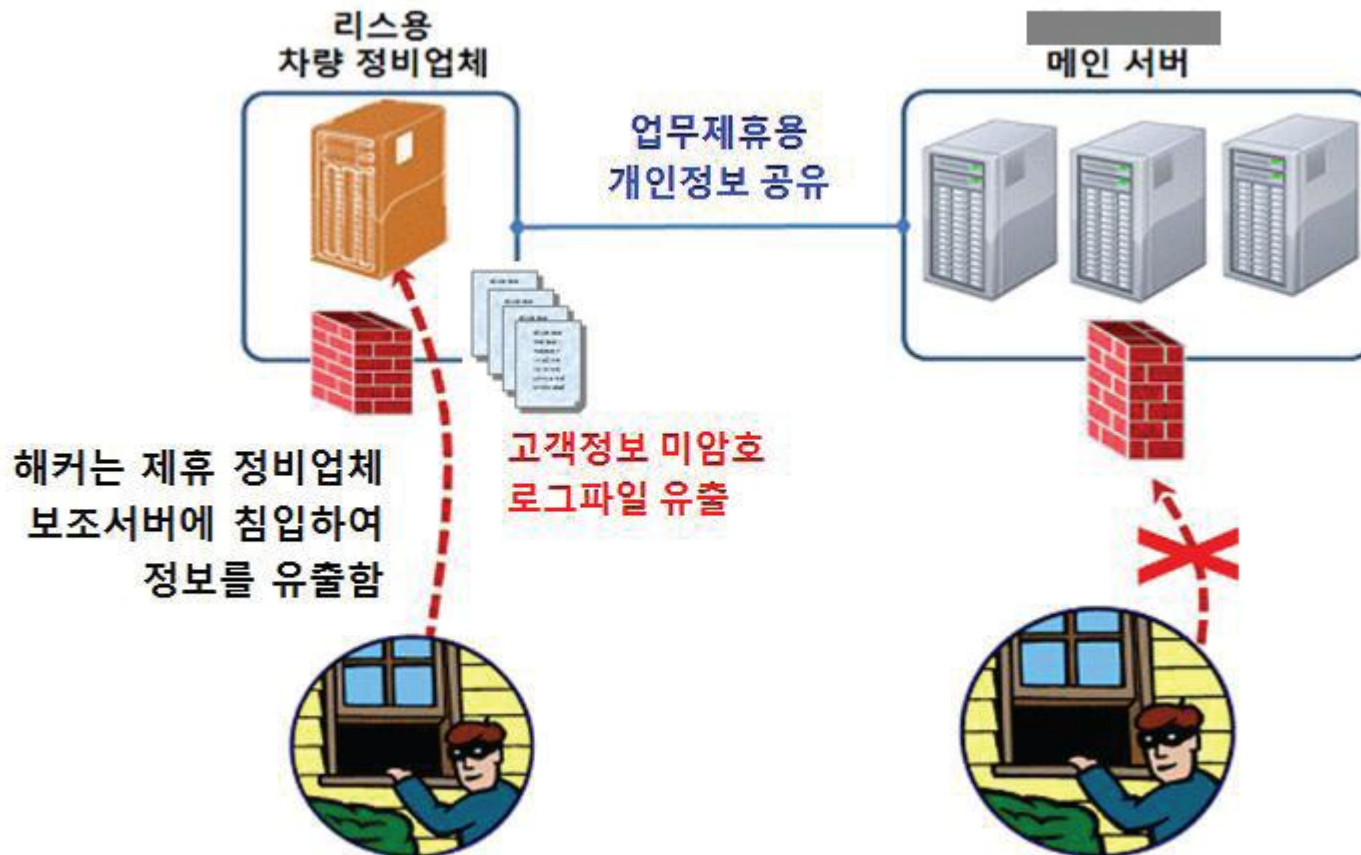 리스용
차량 정비업체
메인 서버
업무제휴용
개인정보 공유
고객정보 미암호
로그파일 유출
해커는 제휴 정비업체
보조서버에 침입하여
정보를 유출함